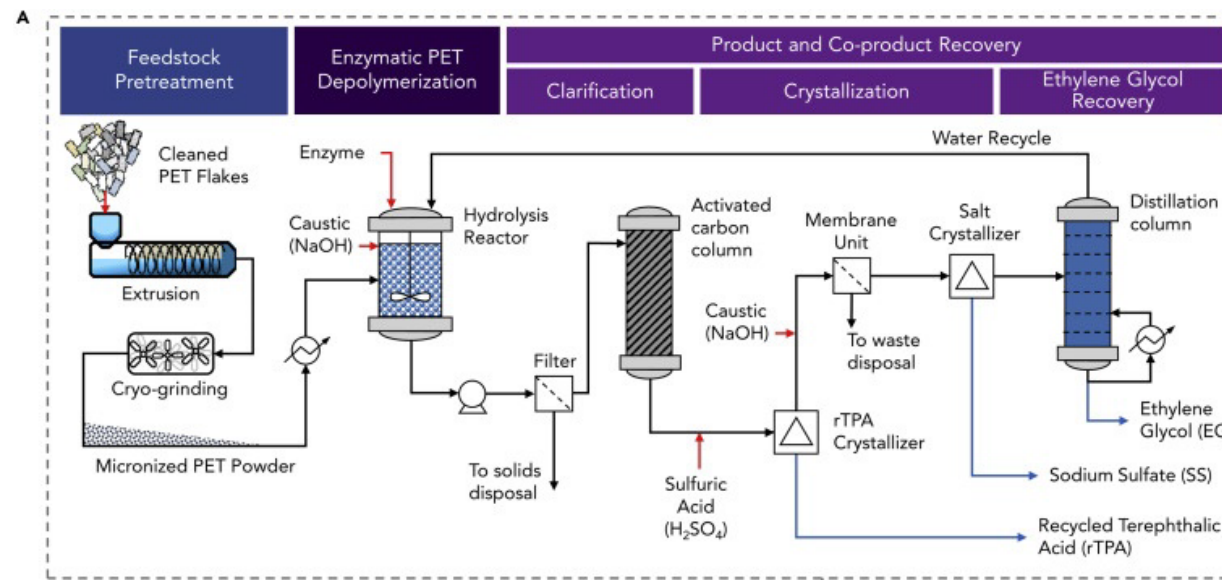 A
Feedstock
Pretreatment
Enzymatic PET
Depolymerization
Product and Co-product Recovery
Clarification
Crystallization
Ethylene Glycol
Recovery
Cleaned
PET Flakes
Extrusion
Cryo-grinding
Micronized PET Powder
Enzyme
Caustic
(NaOH)
Hydrolysis
Reactor
Filter
To solids
disposal
Activated
carbon
column
Sulfuric
Acid
(H₂SO₄)
Caustic
(NaOH)
rTPA
Crystallizer
Membrane
Unit
To waste
disposal
Salt
Crystallizer
Water Recycle
Distillation
column
Ethylene
Glycol (EG
Sodium Sulfate (SS)
Recycled Terephthalic
Acid (rTPA)